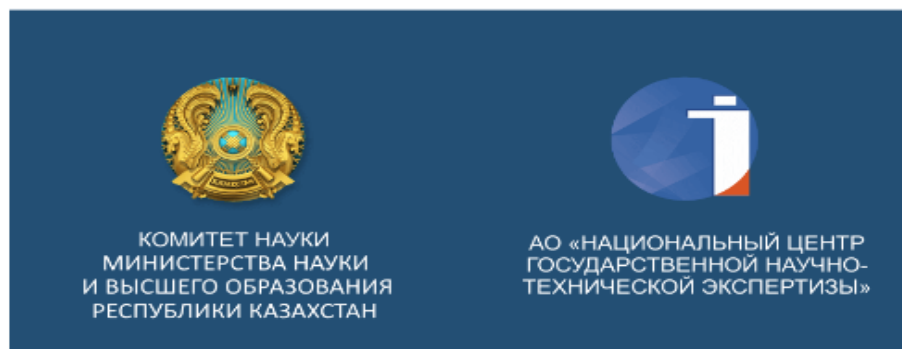 КОМИТЕТ НАУКИ
МИНИСТЕРСТВА НАУКИ
И ВЫСШЕГО ОБРАЗОВАНИЯ
РЕСПУБЛИКИ КАЗАХСТАН
АО «НАЦИОНАЛЬНЫЙ ЦЕНТР
ГОСУДАРСТВЕННОЙ НАУЧНО-
ТЕХНИЧЕСКОЙ ЭКСПЕРТИЗЫ»